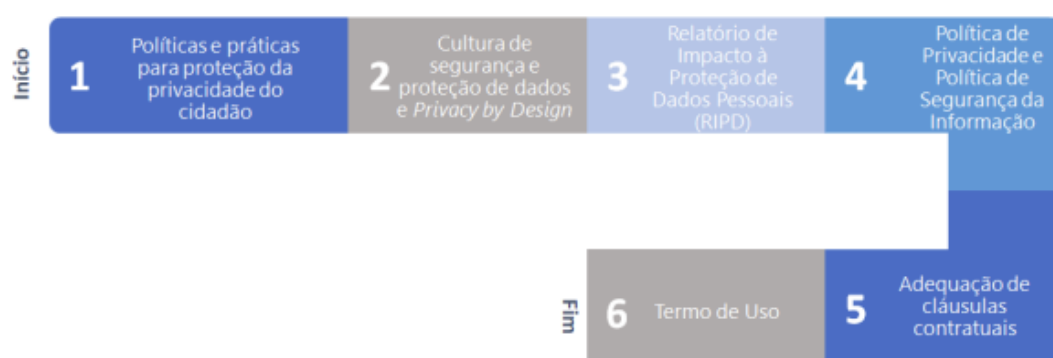 Início
1
Políticas e práticas
para proteção da
privacidade do
cidadão
2
Cultura de
segurança e
proteção de dados
e Privacy by Design
3
Relatório de
Impacto à
Proteção de
Dados Pessoais
(RIPD)
4
Política de
Privacidade e
Política de
Segurança da
Informação
5
Adequação de
cláusulas
contratuais
6
Termo de Uso
Fim